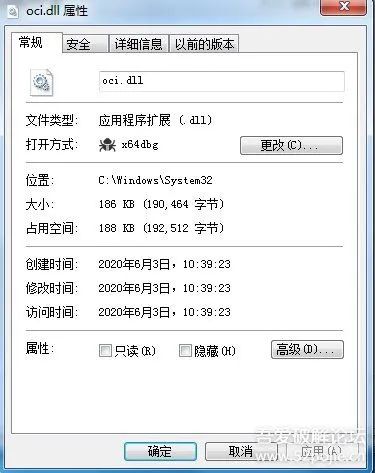 oci.dll 属性
常规 安全 详细信息 以前的版本
oci.dll
文件类型: 应用程序扩展 (.dll)
打开方式: x64dbg 更改(C)...
位置: C:\Windows\System32
大小: 186 KB (190,464 字节)
占用空间: 188 KB (192,512 字节)
创建时间: 2020年6月3日，10:39:23
修改时间: 2020年6月3日，10:39:23
访问时间: 2020年6月3日，10:39:23
属性: 只读(R) 隐藏(H) 高级(D)...
确定 取消 应用(A)
吾爱破解论坛
www.52pojie.cn